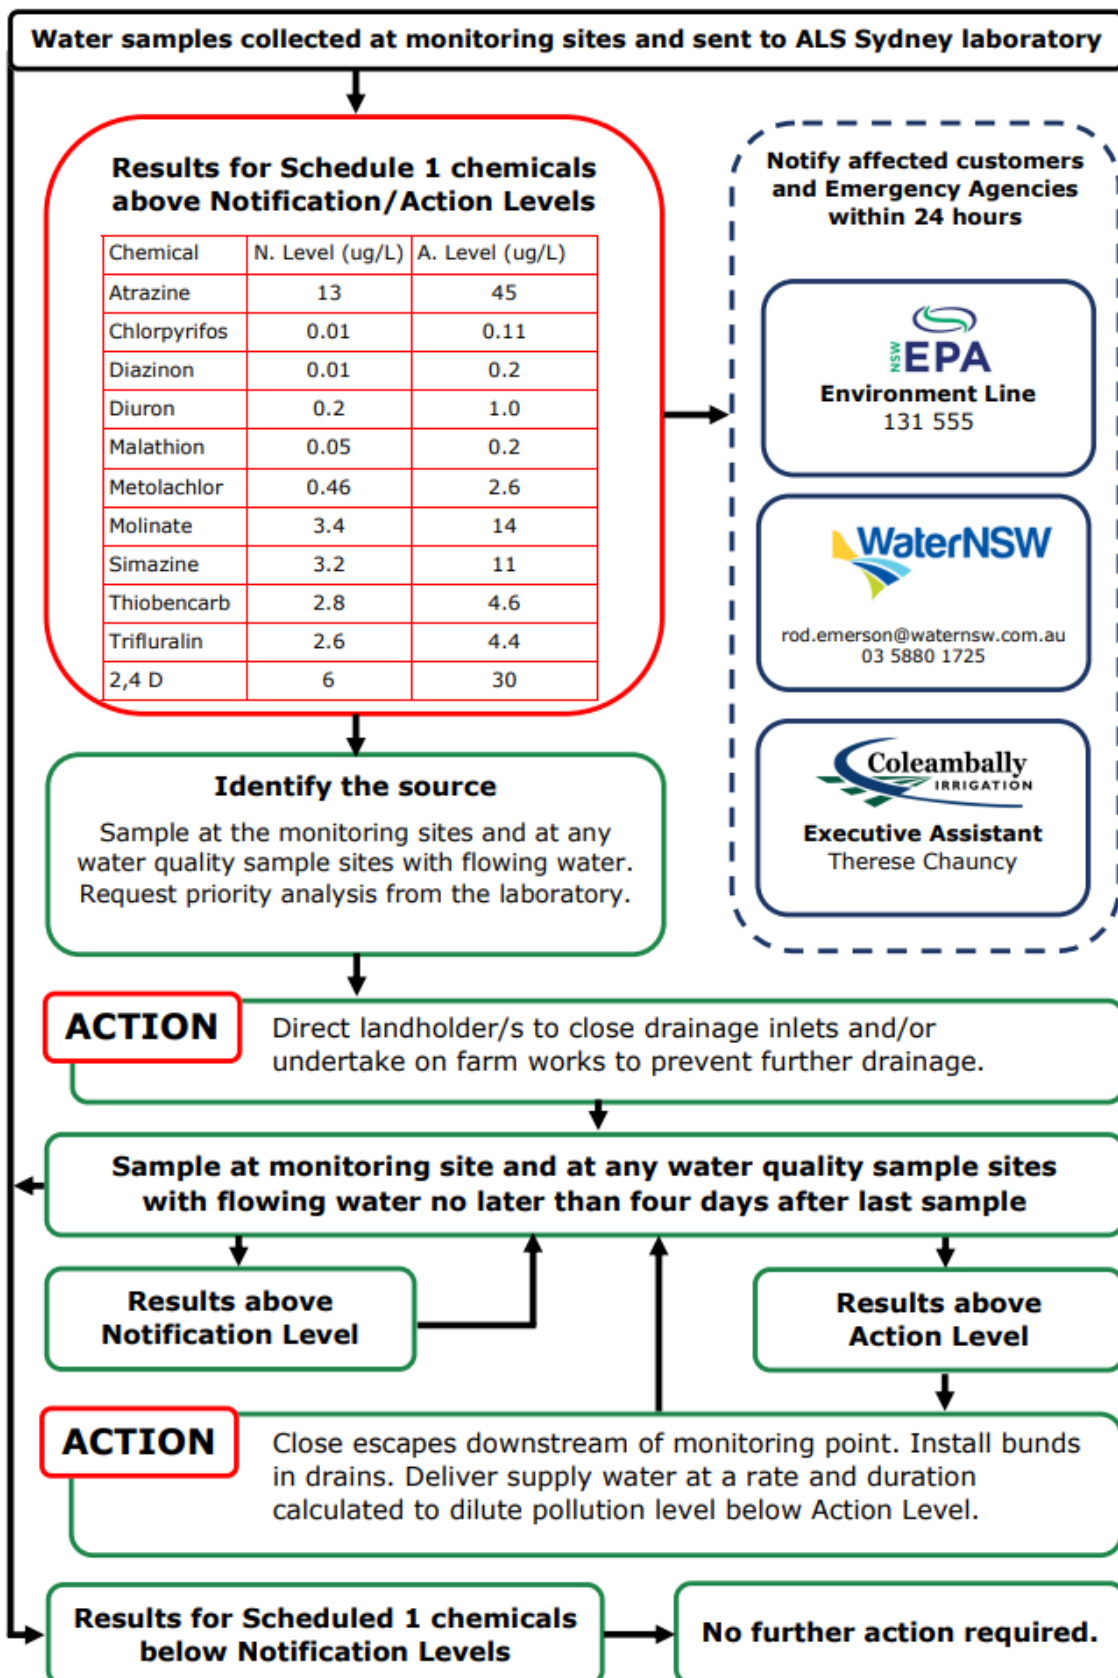 Water samples collected at monitoring sites and sent to ALS Sydney laboratory
Results for Schedule 1 chemicals
above Notification/Action Levels
Chemical N. Level (ug/L) A. Level (ug/L)
Atrazine 13 45
Chlorpyrifos 0.01 0.11
Diazinon 0.01 0.2
Diuron 0.2 1.0
Malathion 0.05 0.2
Metolachlor 0.46 2.6
Molinate 3.4 14
Simazine 3.2 11
Thiobencarb 2.8 4.6
Trifluralin 2.6 4.4
2,4 D 6 30
Notify affected customers
and Emergency Agencies
within 24 hours
NSW EPA
Environment Line
131 555
WaterNSW
rod.emerson@waternsw.com.au
03 5880 1725
Coleambally
IRRIGATION
Executive Assistant
Therese Chauncy
Identify the source
Sample at the monitoring sites and at any
water quality sample sites with flowing water.
Request priority analysis from the laboratory.
ACTION
Direct landholder/s to close drainage inlets and/or
undertake on farm works to prevent further drainage.
Sample at monitoring site and at any water quality sample sites
with flowing water no later than four days after last sample
Results above
Notification Level
Results above
Action Level
ACTION
Close escapes downstream of monitoring point. Install bunds
in drains. Deliver supply water at a rate and duration
calculated to dilute pollution level below Action Level.
Results for Scheduled 1 chemicals
below Notification Levels
No further action required.